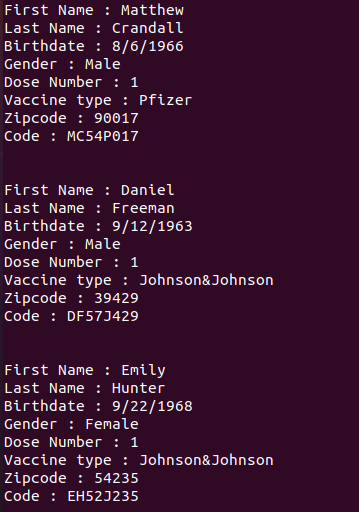 First Name : Matthew
Last Name : Crandall
Birthdate : 8/6/1966
Gender : Male
Dose Number : 1
Vaccine type : Pfizer
Zipcode : 90017
Code : MC54P017
First Name : Daniel
Last Name : Freeman
Birthdate : 9/12/1963
Gender : Male
Dose Number : 1
Vaccine type : Johnson&Johnson
Zipcode : 39429
Code : DF57J429
First Name : Emily
Last Name : Hunter
Birthdate : 9/22/1968
Gender : Female
Dose Number : 1
Vaccine type : Johnson&Johnson
Zipcode : 54235
Code : EH52J235